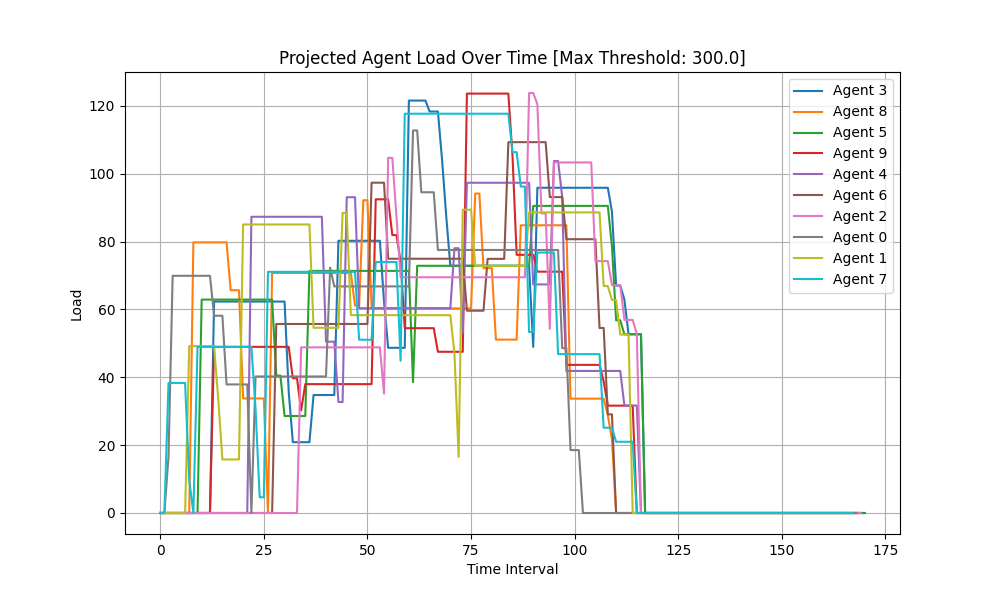 Projected Agent Load Over Time [Max Threshold: 300.0]
Load
120
100
80
60
40
20
0
0 25 50 75 100 125 150 175
Time Interval
Agent 3
Agent 8
Agent 5
Agent 9
Agent 4
Agent 6
Agent 2
Agent 0
Agent 1
Agent 7